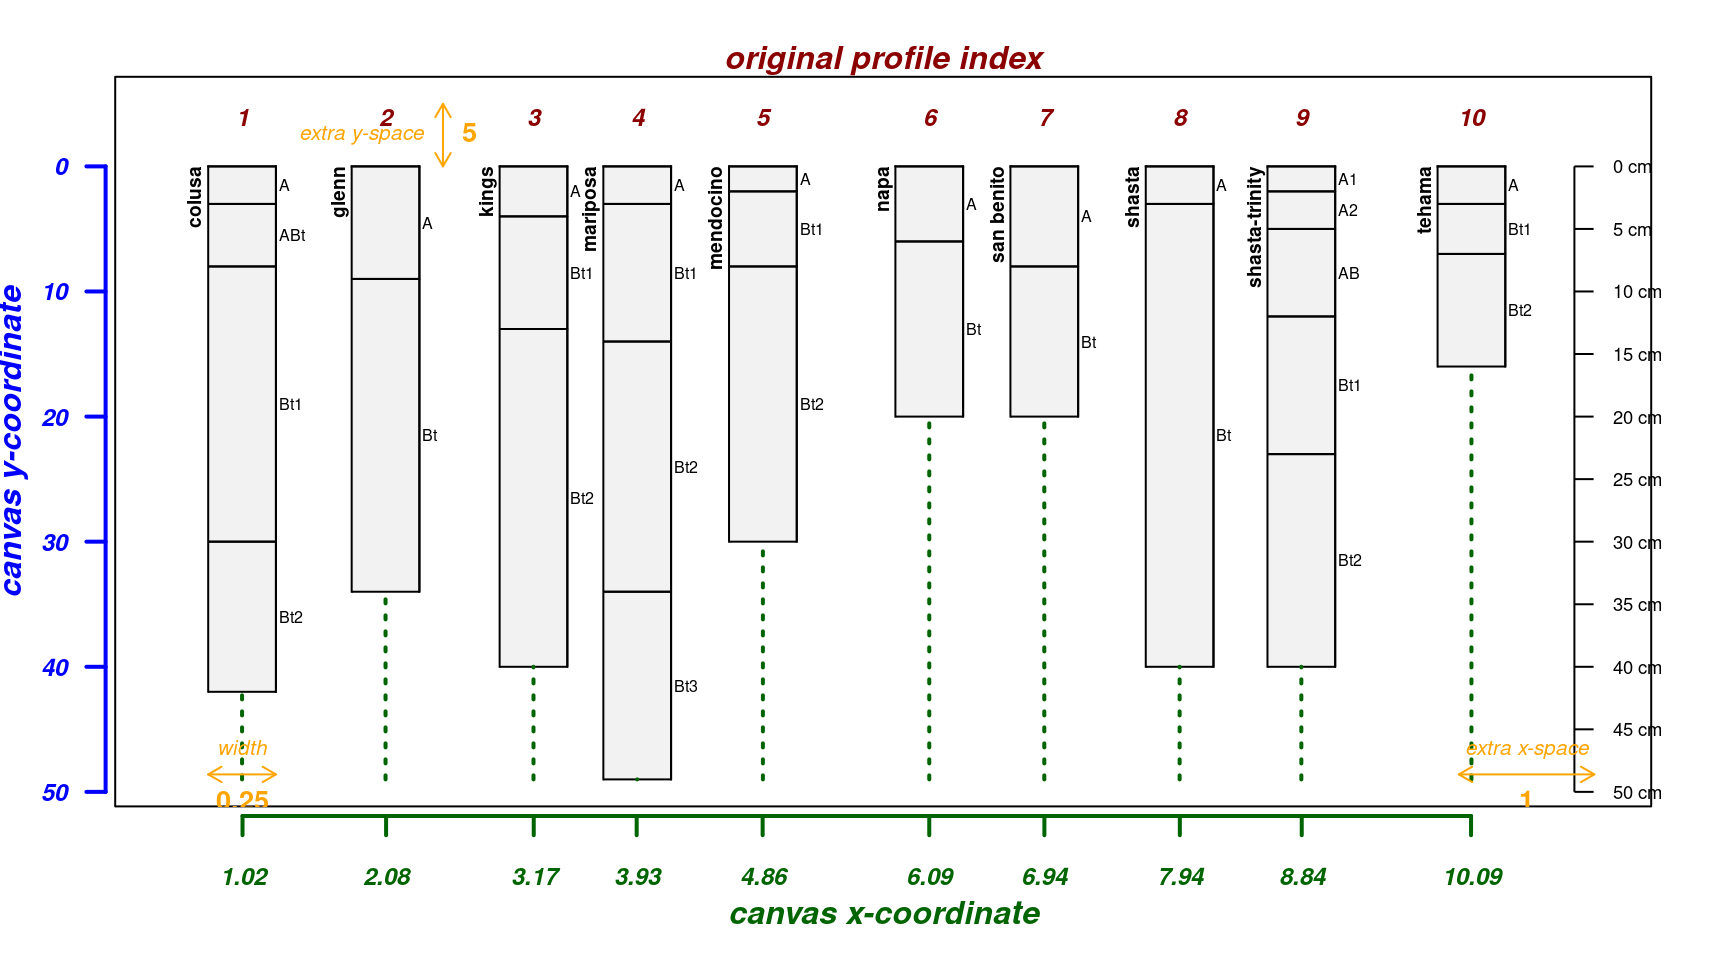 original profile index
1 2 3 4 5 6 7 8 9 10
extra y-space 5
canvas y-coordinate
0
10
20
30
40
50
colusa
A
ABt
Bt1
Bt2
glenn
A
Bt
kings
A
Bt1
Bt2
mariposa
A
Bt1
Bt2
Bt3
mendocino
A
Bt1
Bt2
napa
A
Bt
san benito
A
Bt
shasta
A
Bt
shasta-trinity
A1
A2
AB
Bt1
Bt2
tehama
A
Bt1
Bt2
0 cm
5 cm
10 cm
15 cm
20 cm
25 cm
30 cm
35 cm
40 cm
45 cm
50 cm
width
0.25
extra x-space
1
1.02 2.08 3.17 3.93 4.86 6.09 6.94 7.94 8.84 10.09
canvas x-coordinate